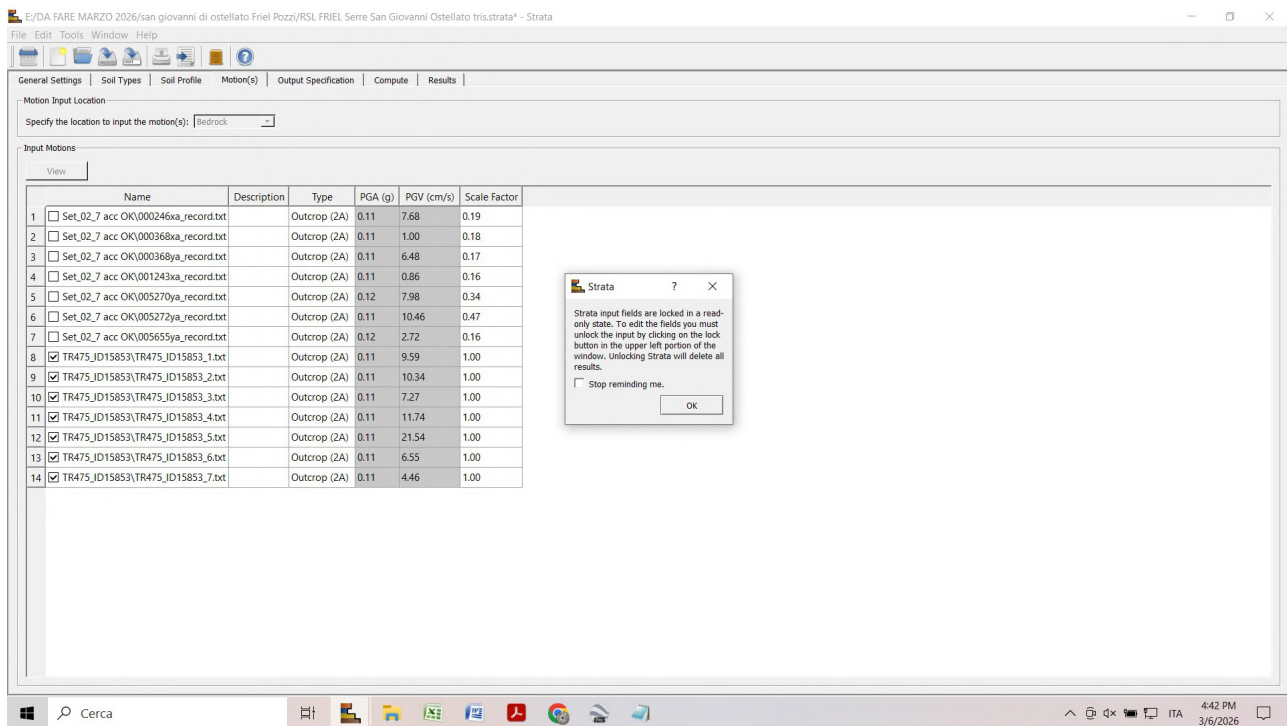 E:/DA FARE MARZO 2026/san giovanni di ostellato Friel Pozzi/RSL FRIEL Serre San Giovanni Ostellato tris.strata* - Strata
File Edit Tools Window Help
General Settings Soil Types Soil Profile Motion(s) Output Specification Compute Results
Motion Input Location
Specify the location to input the motion(s): Bedrock
Input Motions
View
Name Description Type PGA (g) PGV (cm/s) Scale Factor
1 Set_02_7 acc OK\000246xa_record.txt Outcrop (2A) 0.11 7.68 0.19
2 Set_02_7 acc OK\000368xa_record.txt Outcrop (2A) 0.11 1.00 0.18
3 Set_02_7 acc OK\000368ya_record.txt Outcrop (2A) 0.11 6.48 0.17
4 Set_02_7 acc OK\001243xa_record.txt Outcrop (2A) 0.11 0.86 0.16
5 Set_02_7 acc OK\005270ya_record.txt Outcrop (2A) 0.12 7.98 0.34
6 Set_02_7 acc OK\005272ya_record.txt Outcrop (2A) 0.11 10.46 0.47
7 Set_02_7 acc OK\005655ya_record.txt Outcrop (2A) 0.12 2.72 0.16
8 TR475_ID15853\TR475_ID15853_1.txt Outcrop (2A) 0.11 9.59 1.00
9 TR475_ID15853\TR475_ID15853_2.txt Outcrop (2A) 0.11 10.34 1.00
10 TR475_ID15853\TR475_ID15853_3.txt Outcrop (2A) 0.11 7.27 1.00
11 TR475_ID15853\TR475_ID15853_4.txt Outcrop (2A) 0.11 11.74 1.00
12 TR475_ID15853\TR475_ID15853_5.txt Outcrop (2A) 0.11 21.54 1.00
13 TR475_ID15853\TR475_ID15853_6.txt Outcrop (2A) 0.11 6.55 1.00
14 TR475_ID15853\TR475_ID15853_7.txt Outcrop (2A) 0.11 4.46 1.00
Strata ?
Strata input fields are locked in a read-
only state. To edit the fields you must
unlock the input by clicking on the lock
button in the upper left portion of the
window. Unlocking Strata will delete all
results.
Stop reminding me.
OK
Cerca
ITA
4:42 PM
3/6/2026